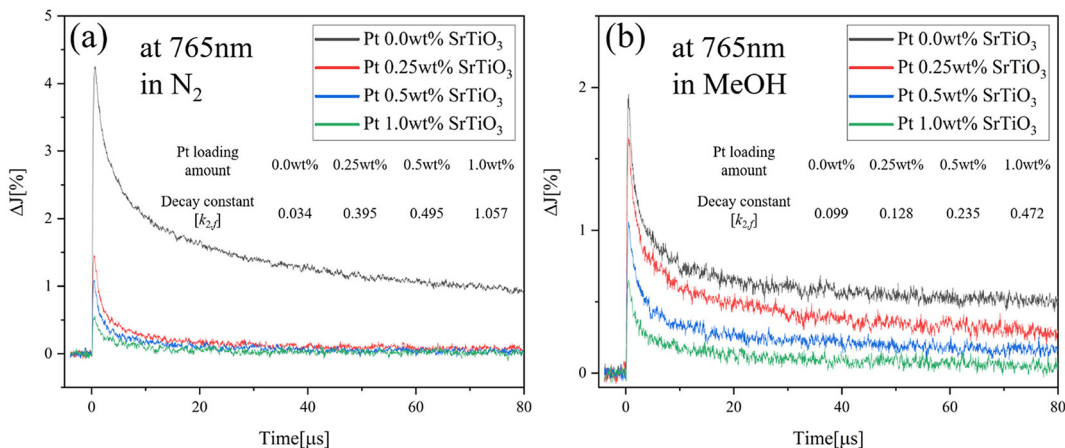 (a) at 765nm
in N₂
Pt 0.0wt% SrTiO₃
Pt 0.25wt% SrTiO₃
Pt 0.5wt% SrTiO₃
Pt 1.0wt% SrTiO₃
Pt loading
amount
0.0wt% 0.25wt% 0.5wt% 1.0wt%
Decay constant
[k₂,f]
0.034 0.395 0.495 1.057
ΔJ[%]
5
4
3
2
1
0
0 20 40 60 80
Time[μs]
(b) at 765nm
in MeOH
Pt 0.0wt% SrTiO₃
Pt 0.25wt% SrTiO₃
Pt 0.5wt% SrTiO₃
Pt 1.0wt% SrTiO₃
Pt loading
amount
0.0wt% 0.25wt% 0.5wt% 1.0wt%
Decay constant
[k₂,f]
0.099 0.128 0.235 0.472
ΔJ[%]
2
1
0
0 20 40 60 80
Time[μs]